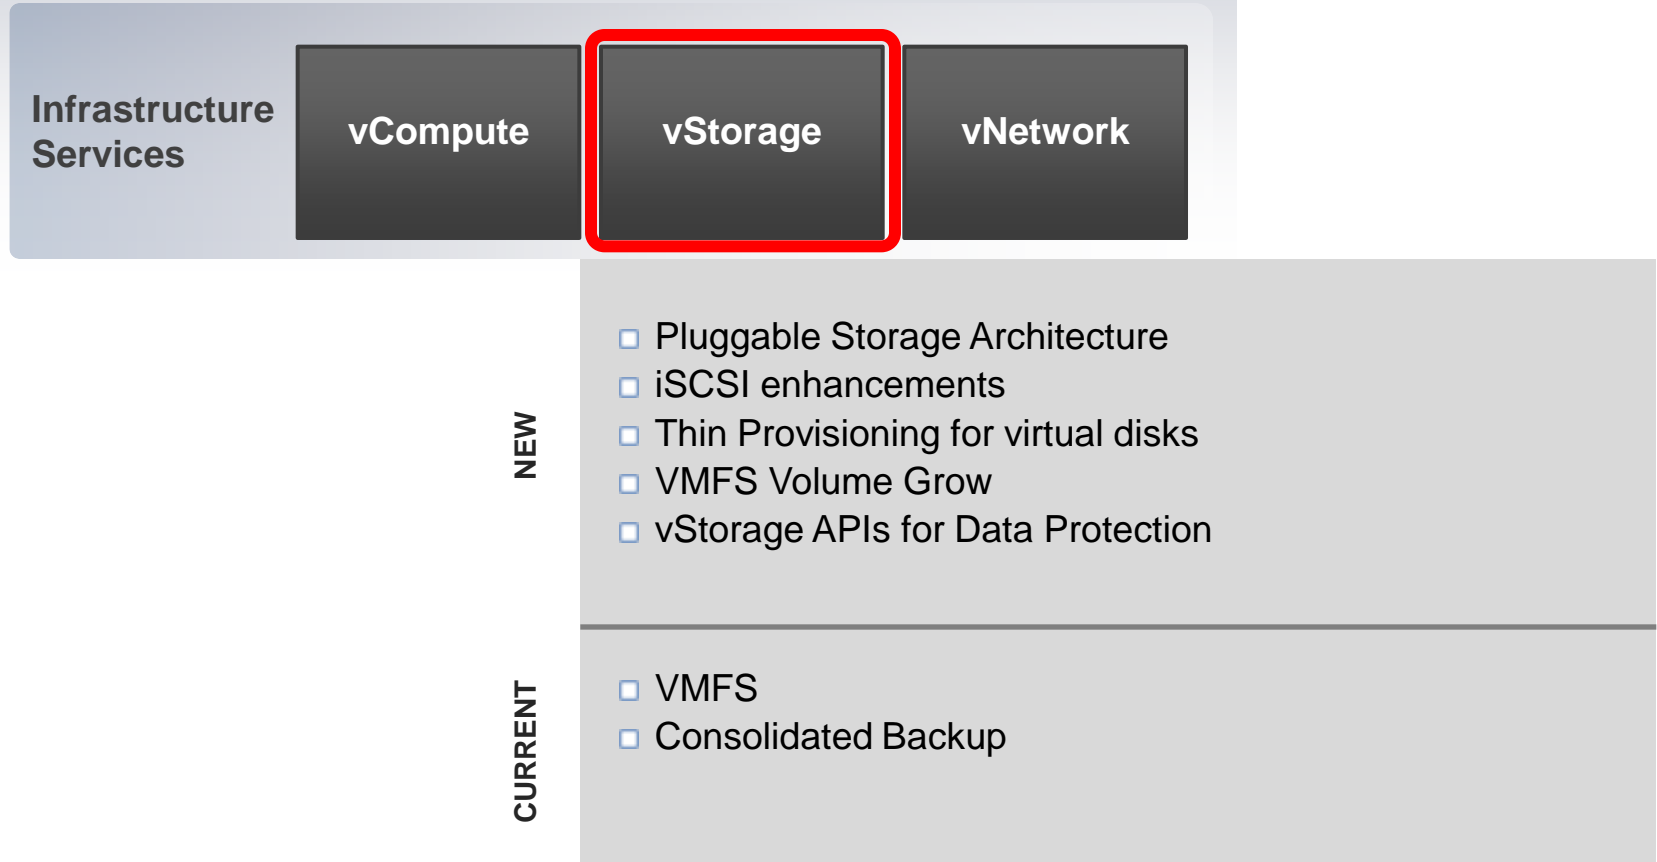 Infrastructure
Services
vCompute
vStorage
vNetwork
NEW
Pluggable Storage Architecture
iSCSI enhancements
Thin Provisioning for virtual disks
VMFS Volume Grow
vStorage APIs for Data Protection
CURRENT
VMFS
Consolidated Backup